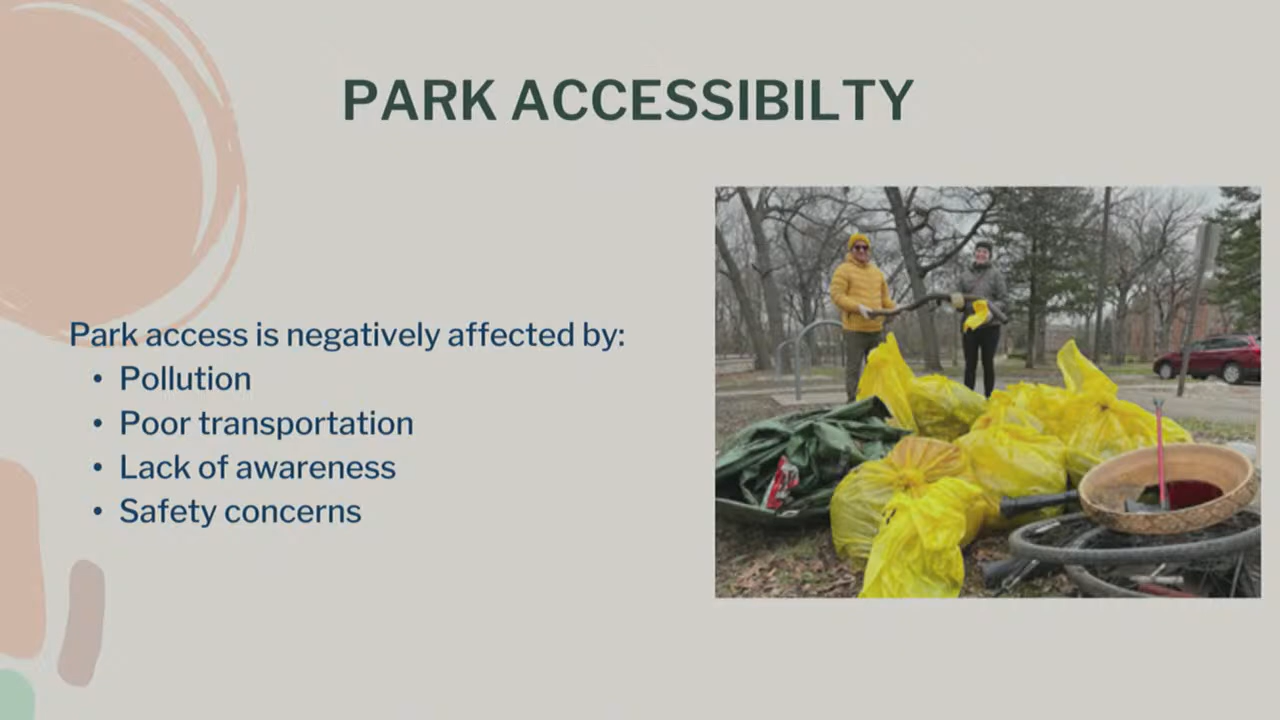 PARK ACCESSIBILTY
Park access is negatively affected by:
• Pollution
• Poor transportation
• Lack of awareness
• Safety concerns